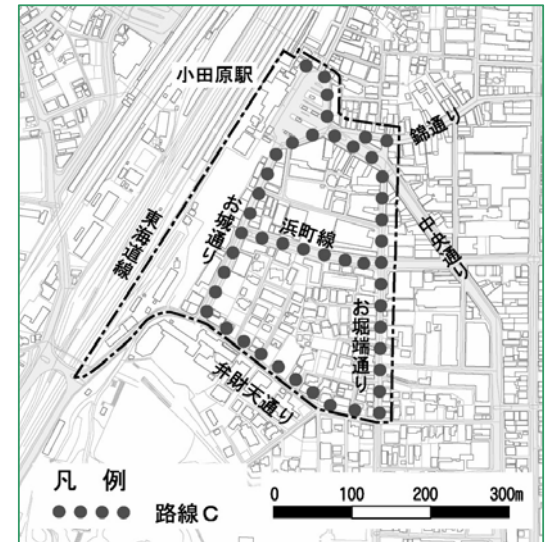 小田原駅
錦通り
東海道線
お城通り
浜町線
中央通り
お堀端通り
弁財天通り
凡 例
路線C
0 100 200 300m